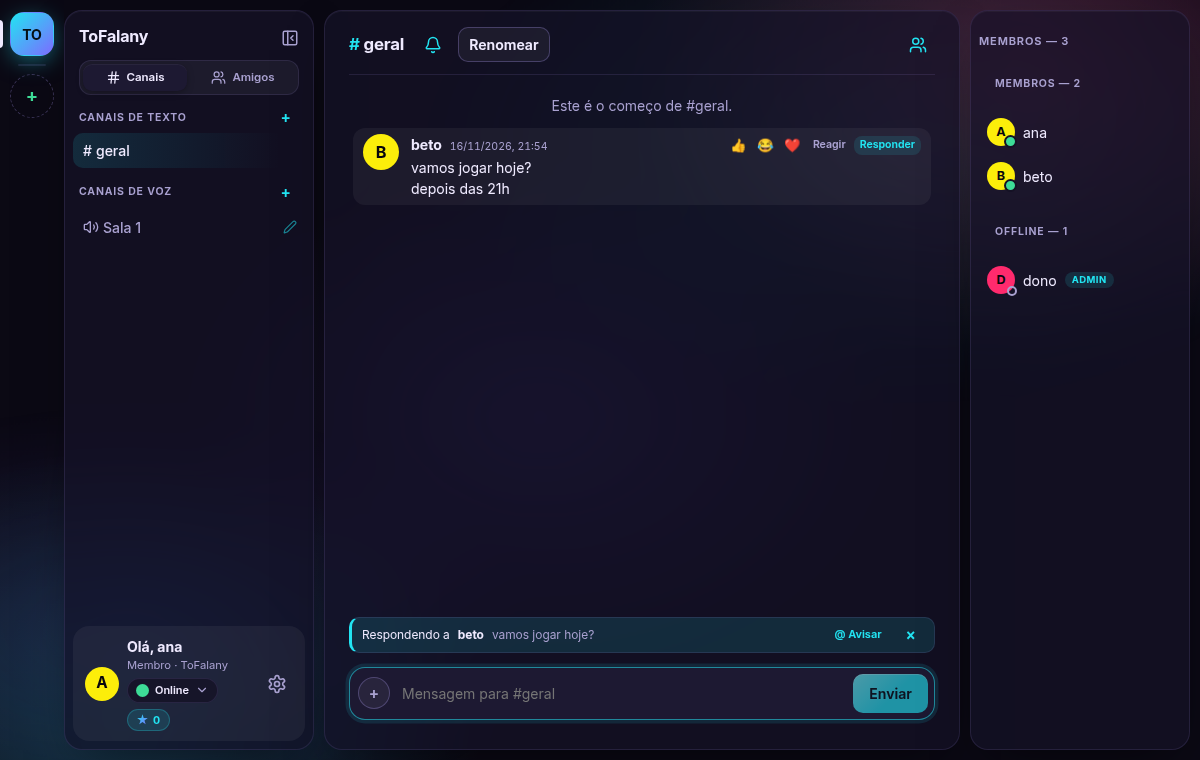 TO
+
ToFalany
Canais
Amigos
CANAIS DE TEXTO +
# geral
CANAIS DE VOZ +
Sala 1
Olá, ana
Membro · ToFalany
A
Online
★ 0
# geral
Renomear
Este é o começo de #geral.
B
beto 16/11/2026, 21:54
👍 😂 ❤️ Reagir Responder
vamos jogar hoje?
depois das 21h
Respondendo a beto vamos jogar hoje?
@ Avisar ×
+ Mensagem para #geral
Enviar
MEMBROS — 3
MEMBROS — 2
A ana
B beto
OFFLINE — 1
D dono ADMIN